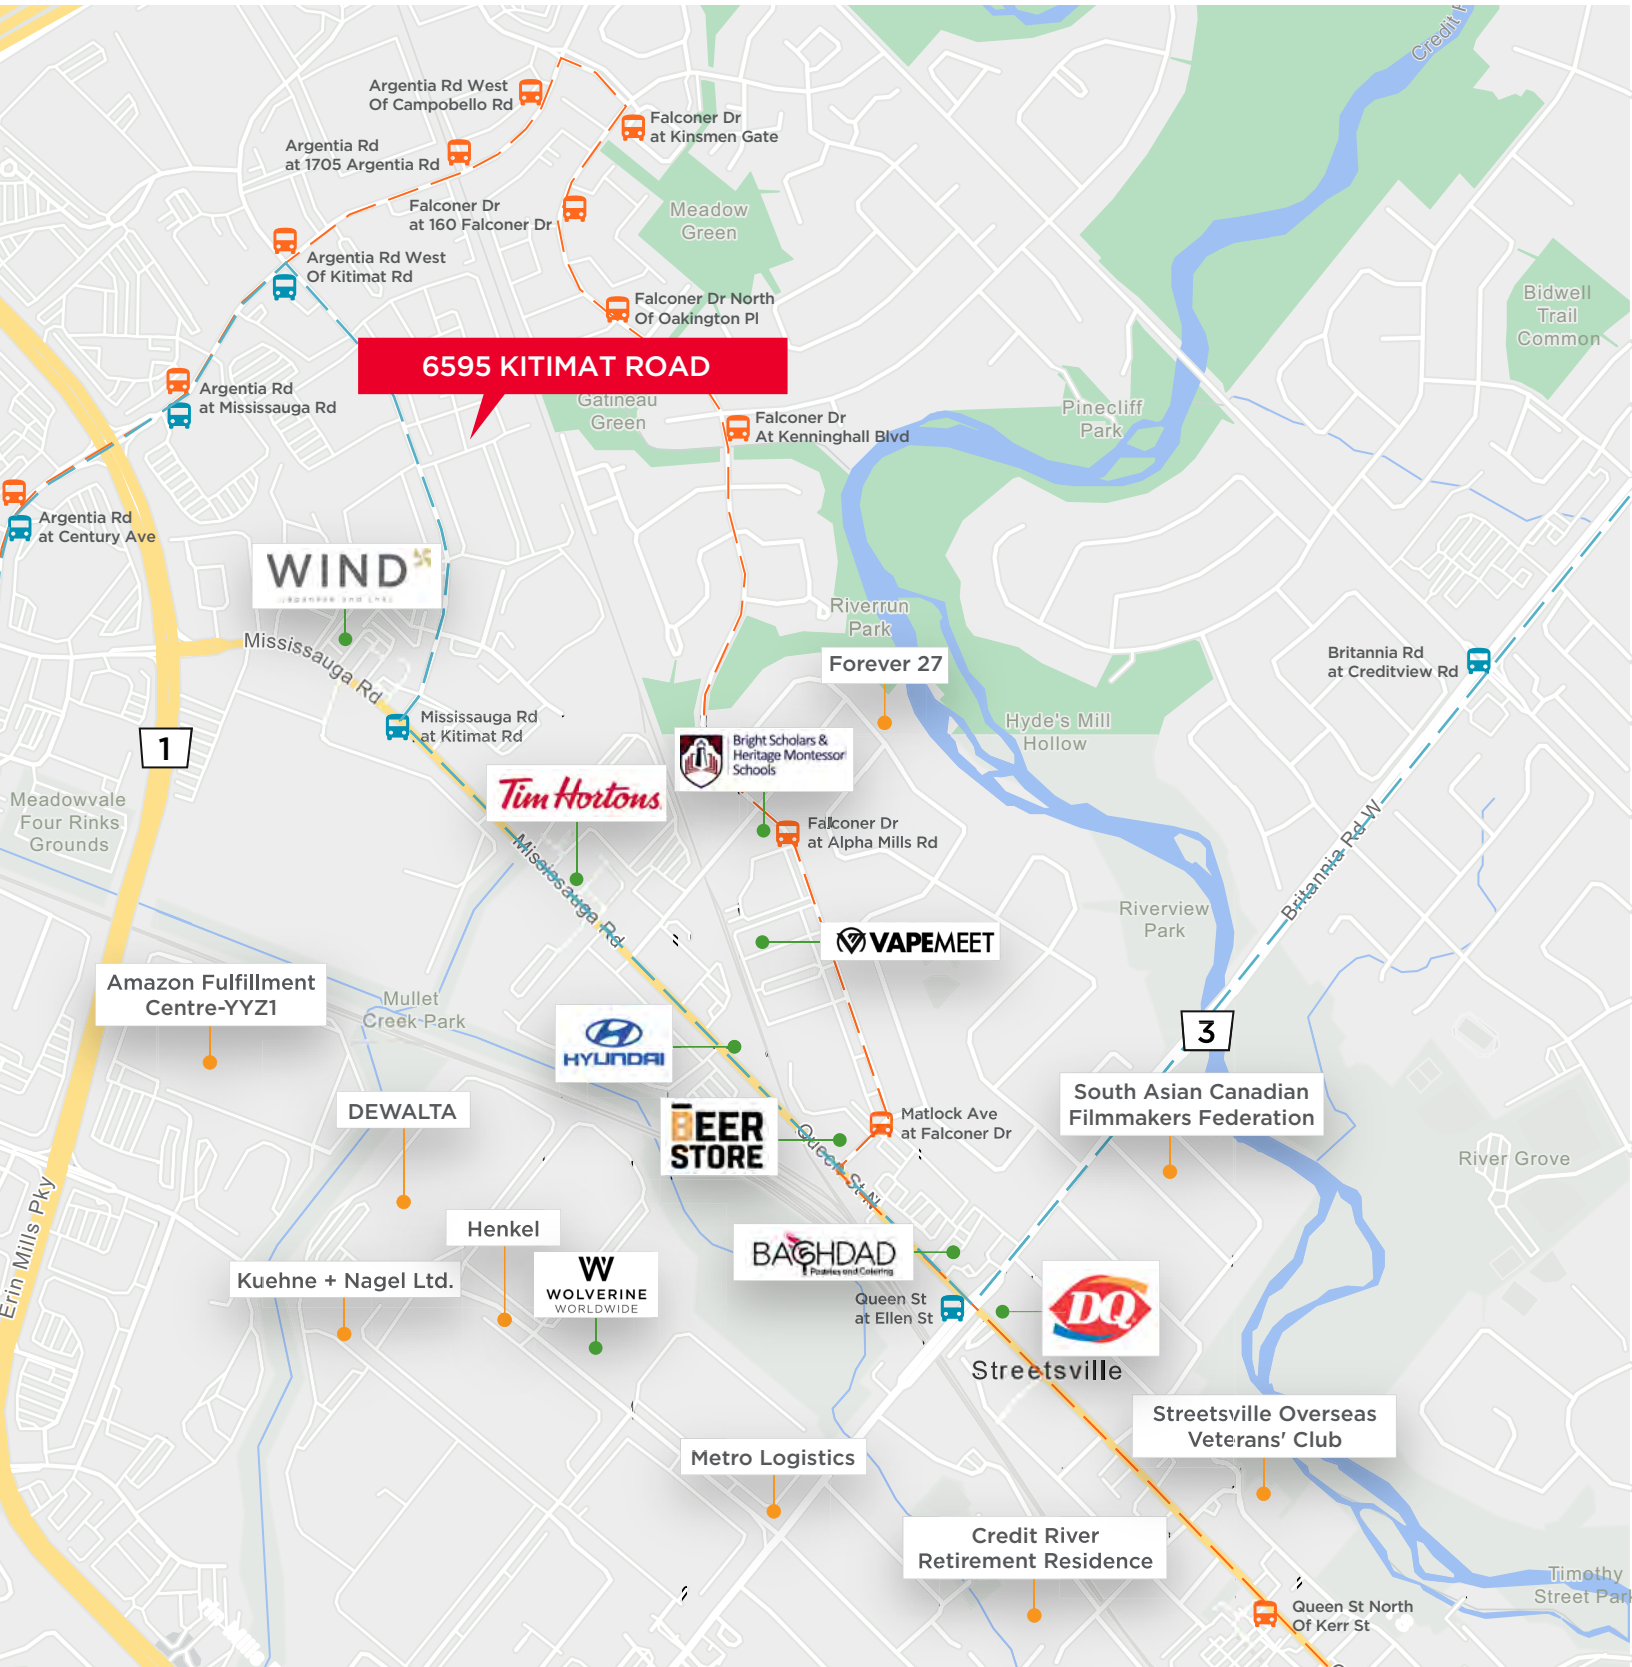 Credit
Argentia Rd West
Of Campobello Rd
Falconer Dr
at Kinsmen Gate
Argentia Rd
at 1705 Argentia Rd
Falconer Dr
at 160 Falconer Dr
Meadow
Green
Argentia Rd West
Of Kitimat Rd
Falconer Dr North
Of Oakington Pl
Bidwell
Trail
Common
6595 KITIMAT ROAD
Argentia Rd
at Mississauga Rd
Gatineau
Green
Falconer Dr
At Kenninghall Blvd
Pinecliff
Park
Argentia Rd
at Century Ave
WIND
Mississauga Rd
Riverrun
Park
Forever 27
Britannia Rd
at Creditview Rd
Mississauga Rd
at Kitimat Rd
Hyde's Mill
Hollow
1
Bright Scholars &
Heritage Montessor
Schools
Tim Hortons
Meadowvale
Four Rinks
Grounds
Falconer Dr
at Alpha Mills Rd
Mississauga Rd
Britannia Rd W
Riverview
Park
VAPEMEET
Amazon Fulfillment
Centre-YYZ1
Mullet
Creek Park
HYUNDAI
3
DEWALTA
South Asian Canadian
Filmmakers Federation
BEER
STORE
Matlock Ave
at Falconer Dr
Queen St N
River Grove
Erin Mills Pky
Henkel
Kuehne + Nagel Ltd.
W
WOLVERINE
WORLDWIDE
BAGHDAD
Pastries and Catering
Queen St
at Ellen St
DQ
Streetsville
Streetsville Overseas
Veterans' Club
Metro Logistics
Credit River
Retirement Residence
Timothy
Street Park
Queen St North
Of Kerr St